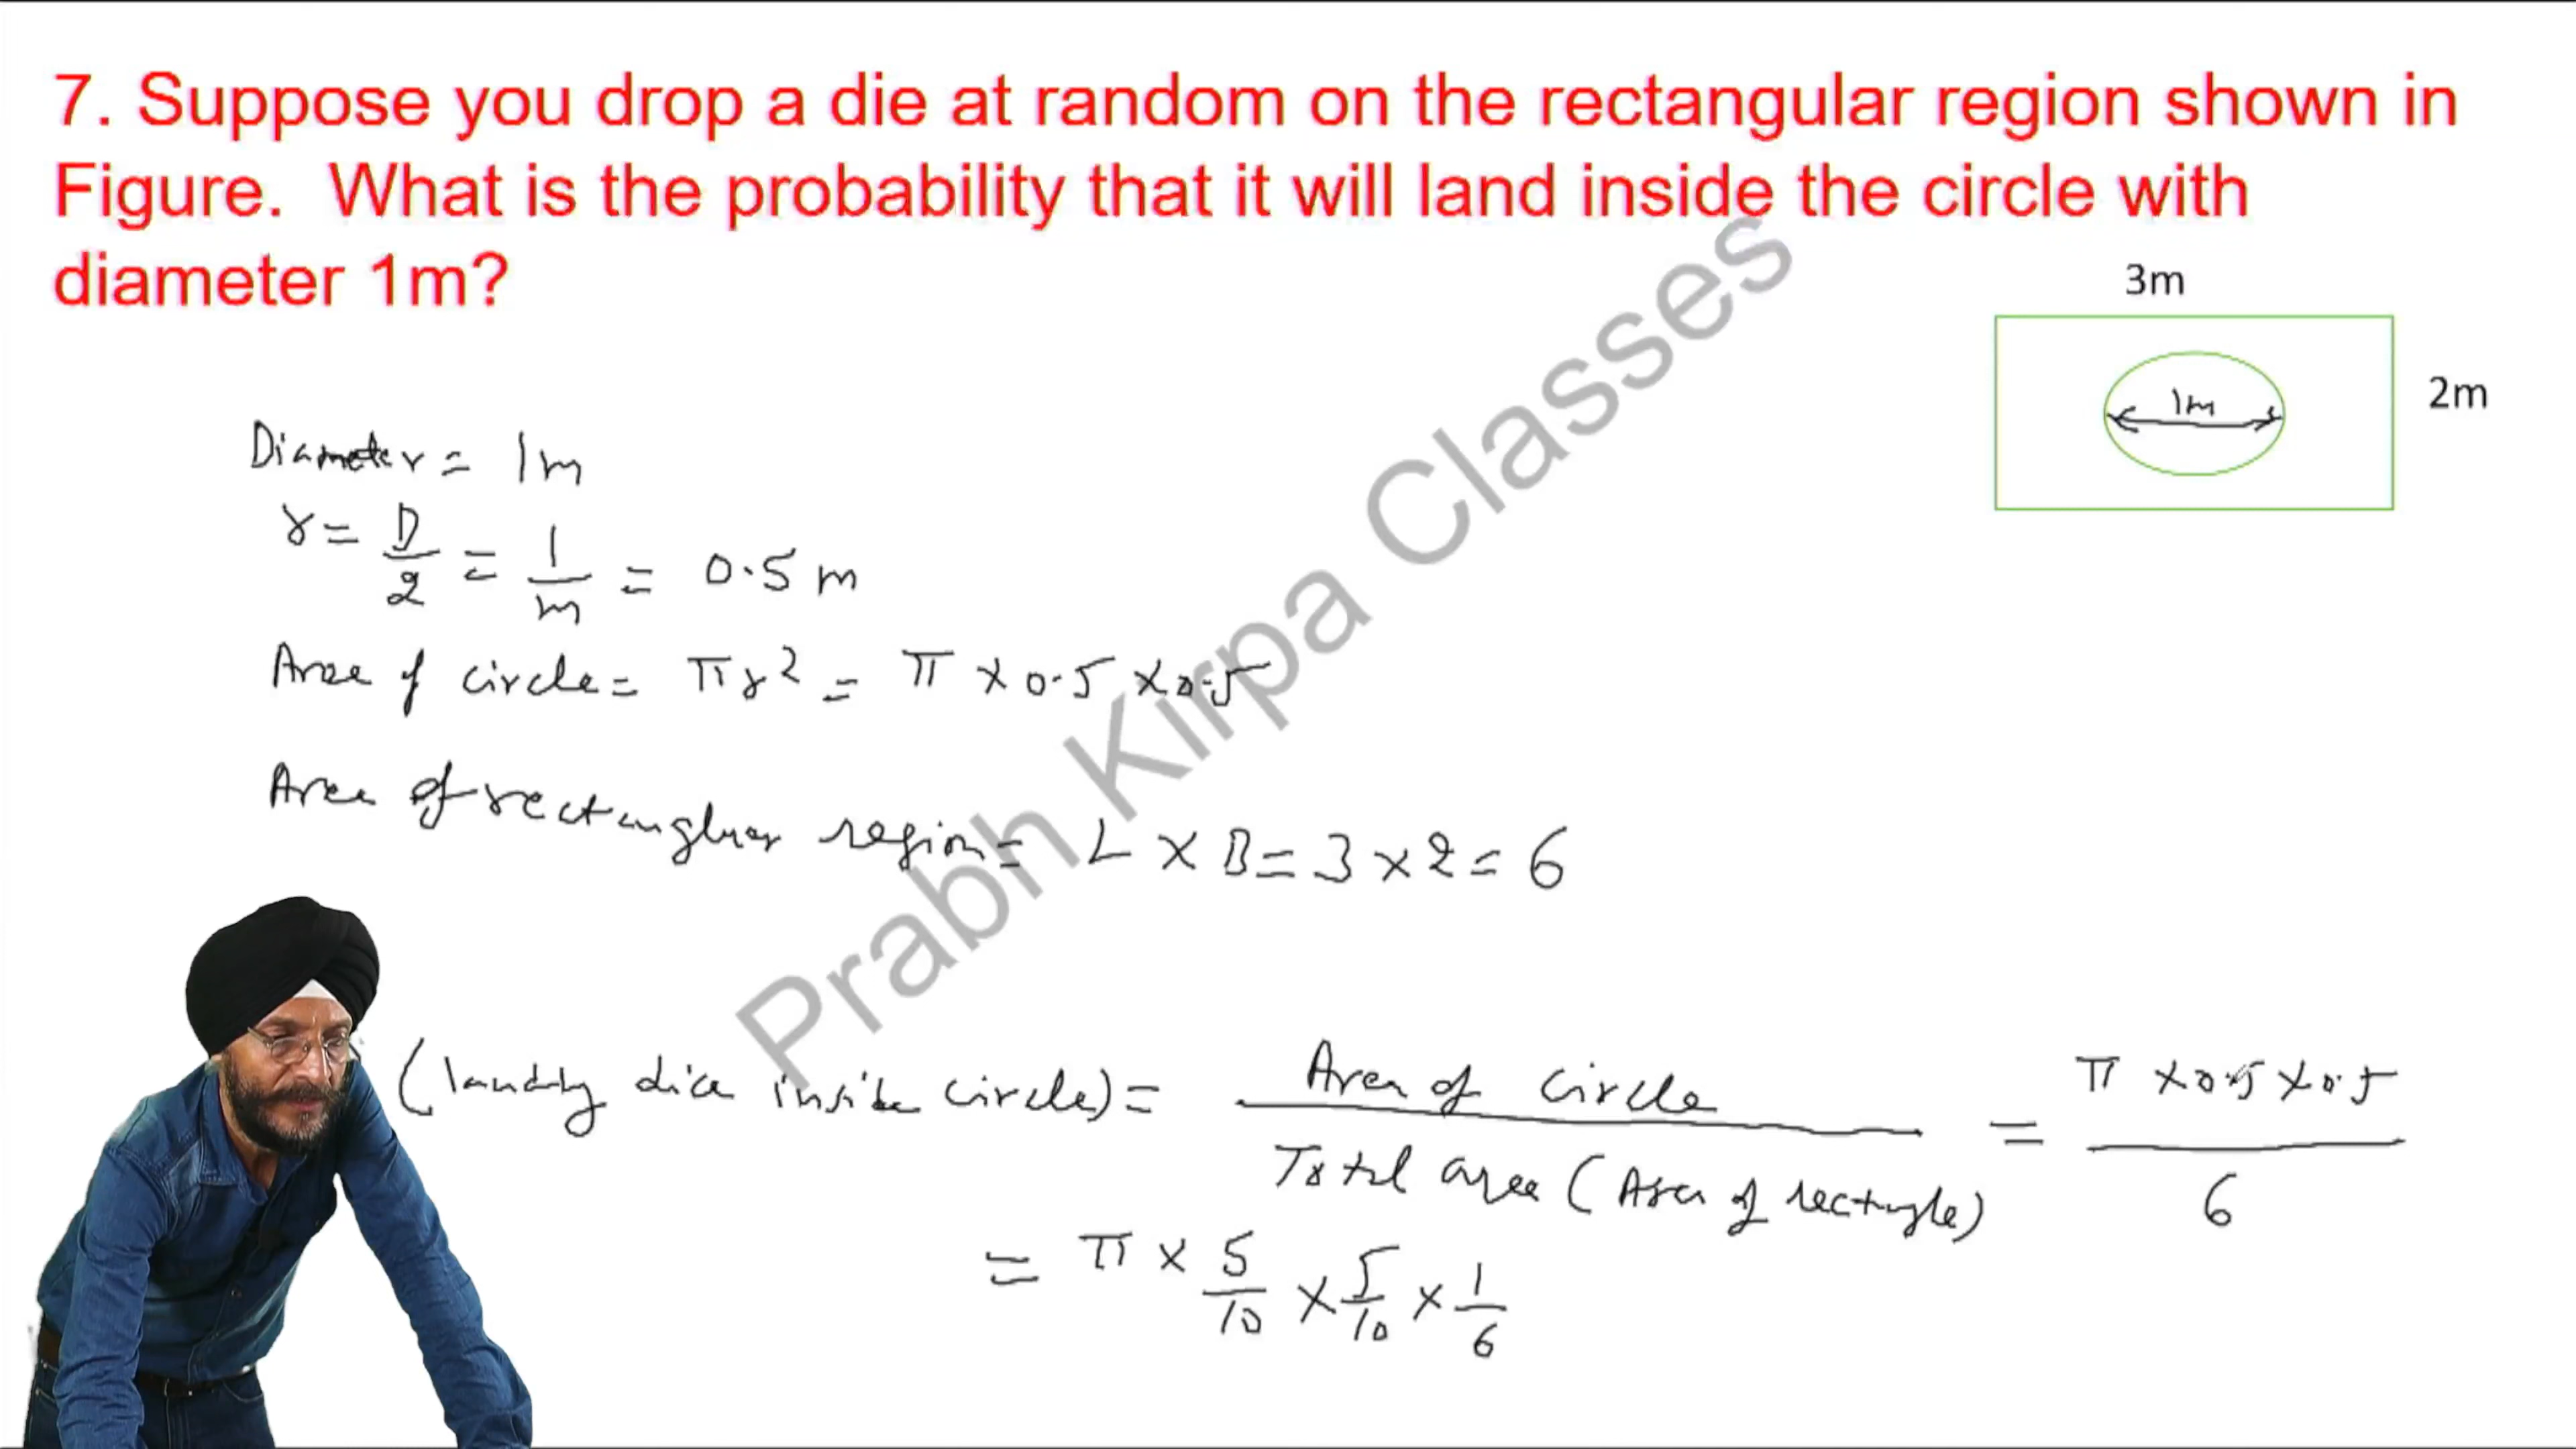 7. Suppose you drop a die at random on the rectangular region shown in
Figure. What is the probability that it will land inside the circle with
diameter 1m?
3m
1m
2m
Diameter = 1m
r = D/2 = 1/m = 0.5 m
Area of circle = πr² = π × 0.5 × 0.5
Area of rectangluar region = L × B = 3 × 2 = 6
(landing dice inside circle) = Area of circle / Total area (Area of rectangle) = π × 0.5 × 0.5 / 6
= π × 5/10 × 5/10 × 1/6
Prabh Kirpa Classes